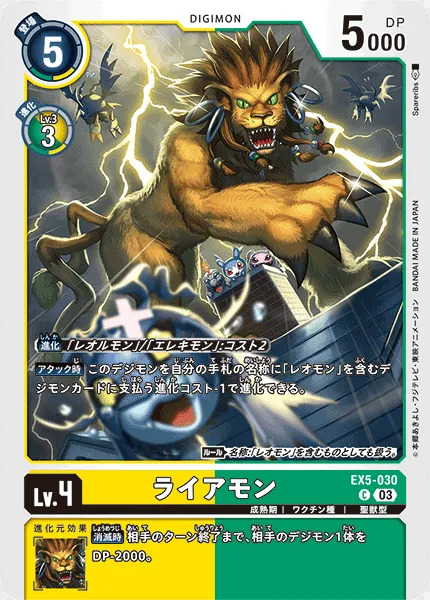 DIGIMON
登場
5
DP
5000
進化
Lv.3
3
Spareribs
©本郷あきよし・フジテレビ・東映アニメーション BANDAI MADE IN JAPAN
進化 「レオルモン」/「エレキモン」:コスト2
アタック時 このデジモンを自分の手札の名称に「レオモン」を含むデ
ジモンカードに支払う進化コスト-1で進化できる。
ルール 名称:「レオモン」を含むものとしても扱う。
Lv.4
ライアモン
EX5-030
C 03
成熟期 | ワクチン種 | 聖獣型
進化元効果
消滅時 相手のターン終了まで、相手のデジモン1体を
DP-2000。